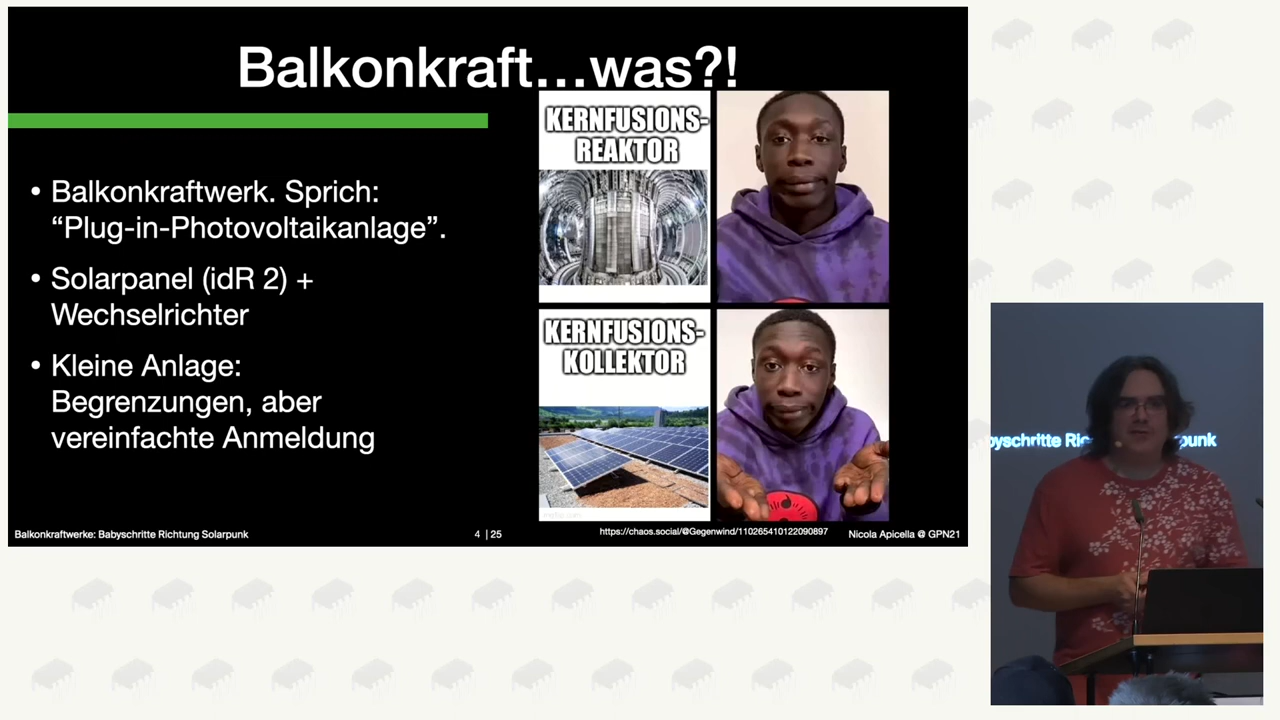 Balkonkraft…was?!
• Balkonkraftwerk. Sprich:
“Plug-in-Photovoltaikanlage”.
• Solarpanel (idR 2) +
Wechselrichter
• Kleine Anlage:
Begrenzungen, aber
vereinfachte Anmeldung
KERNFUSIONS-
REAKTOR
KERNFUSIONS-
KOLLEKTOR
https://chaos.social/@Gegenwind/110265410122090897
Balkonkraftwerke: Babyschritte Richtung Solarpunk
4 | 25
Nicola Apicella @ GPN21